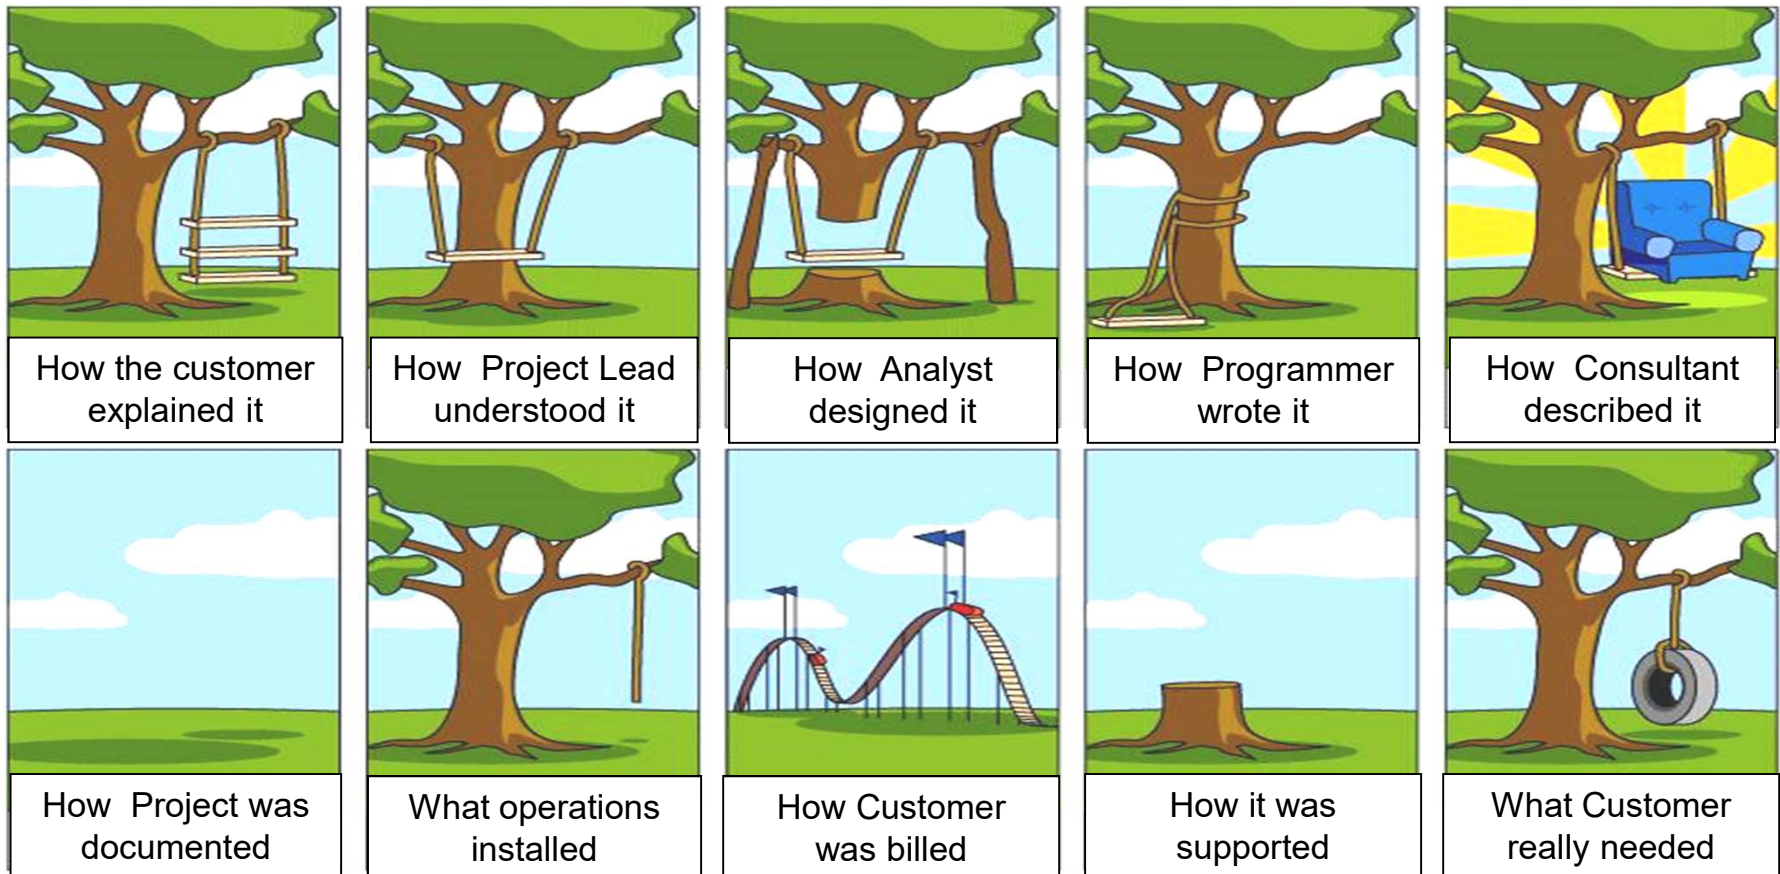 How the customer
explained it
How Project Lead
understood it
How Analyst
designed it
How Programmer
wrote it
How Consultant
described it
How Project was
documented
What operations
installed
How Customer
was billed
How it was
supported
What Customer
really needed